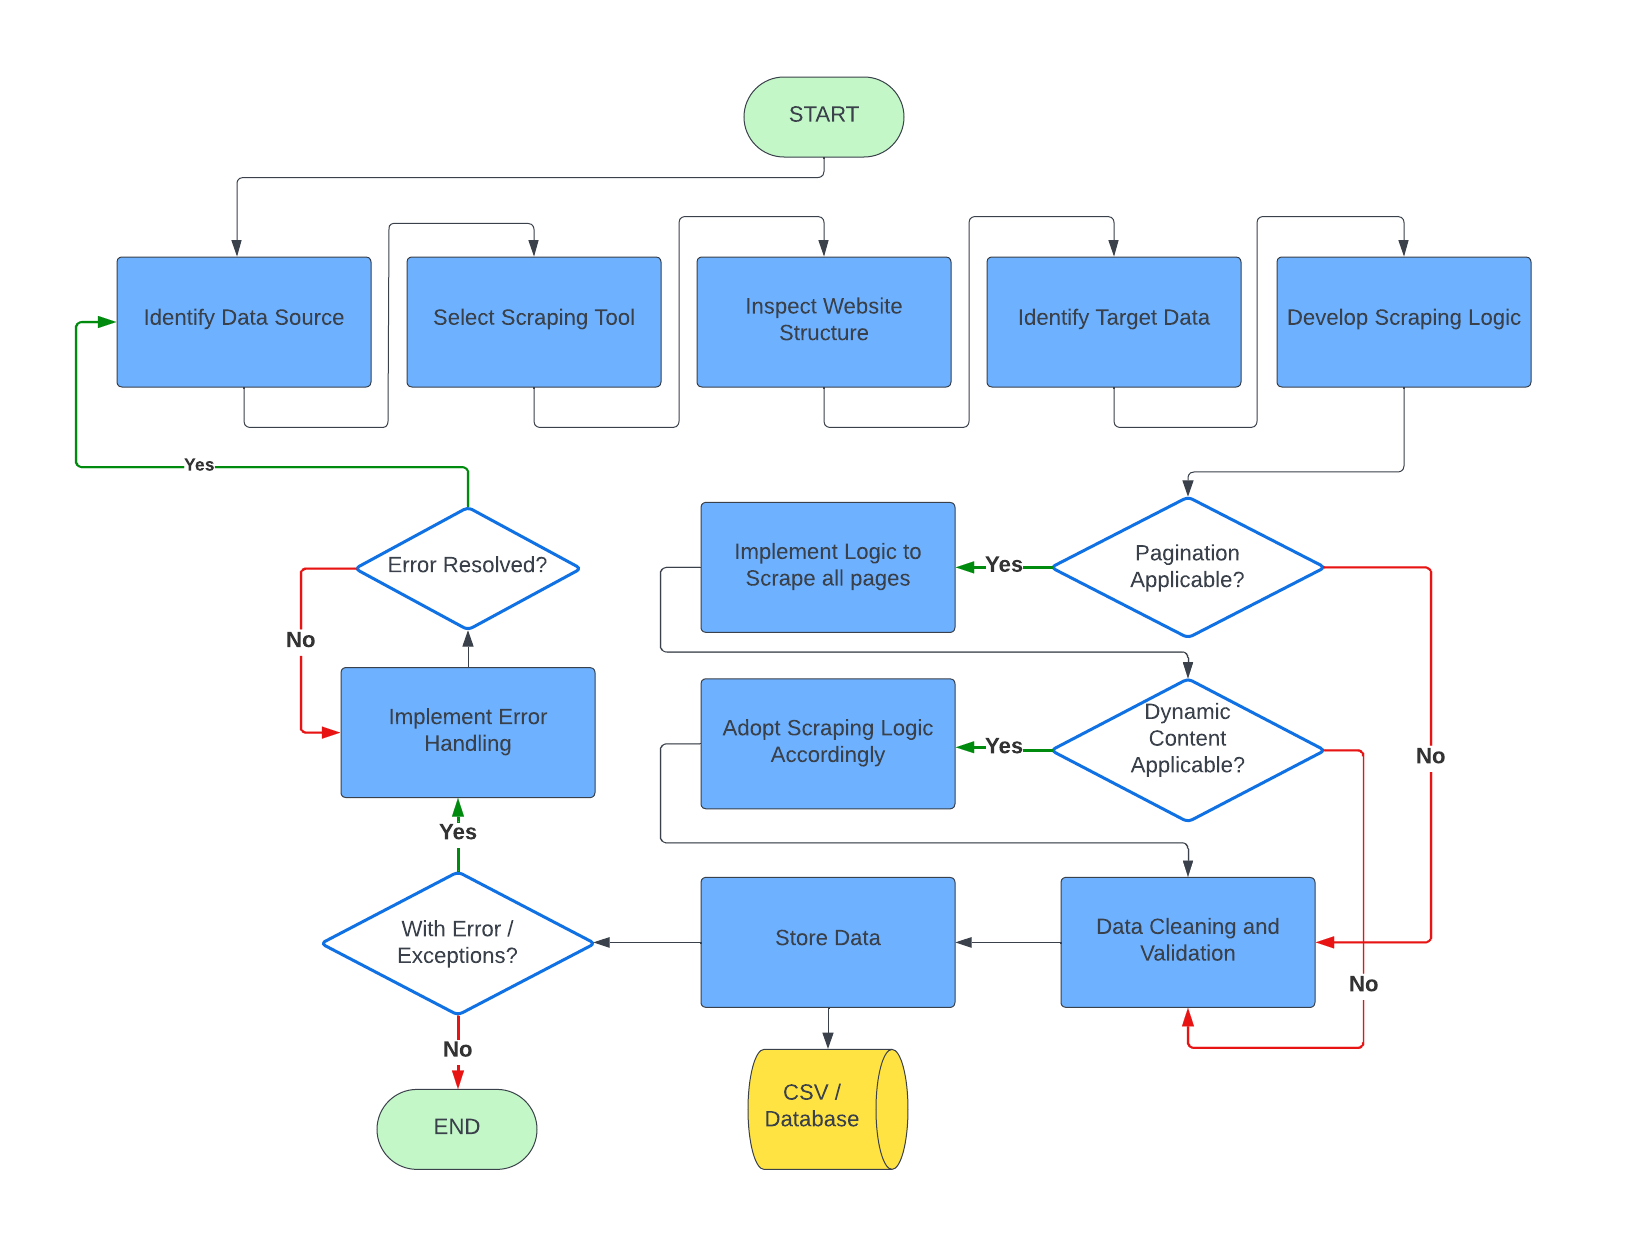 START
Identify Data Source
Select Scraping Tool
Inspect Website
Structure
Identify Target Data
Develop Scraping Logic
Yes
Error Resolved?
Implement Logic to
Scrape all pages
Yes
Pagination
Applicable?
No
Implement Error
Handling
Adopt Scraping Logic
Accordingly
Yes
Dynamic
Content
Applicable?
No
Yes
With Error /
Exceptions?
Store Data
Data Cleaning and
Validation
No
No
CSV /
Database
END